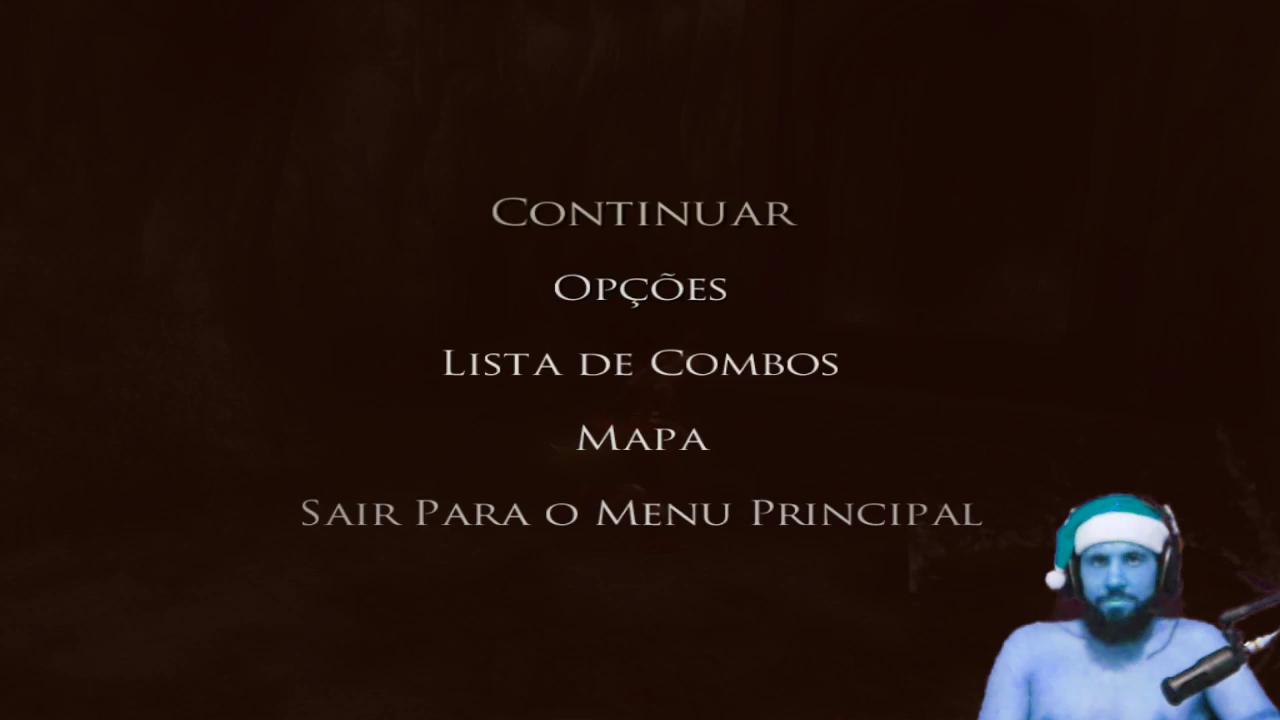 Continuar
Opções
Lista de Combos
Mapa
Sair Para o Menu Principal